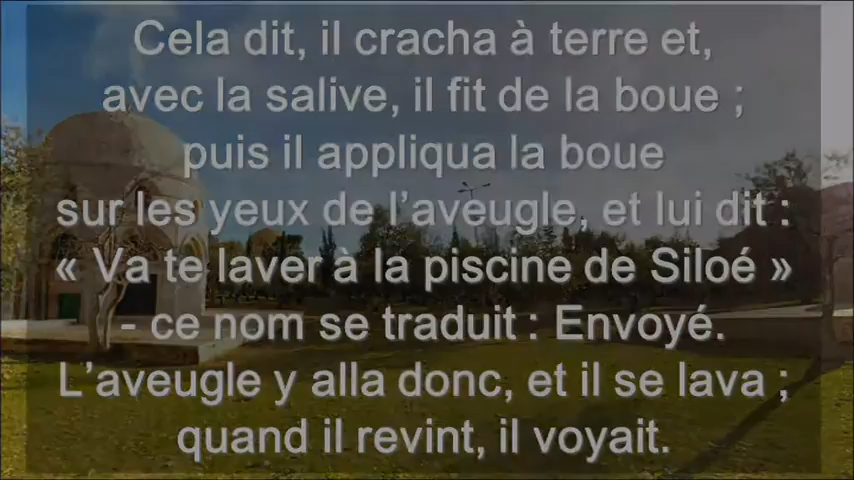 Cela dit, il cracha à terre et,
avec la salive, il fit de la boue ;
puis il appliqua la boue
sur les yeux de l’aveugle, et lui dit :
« Va te laver à la piscine de Siloé »
- ce nom se traduit : Envoyé.
L’aveugle y alla donc, et il se lava ;
quand il revint, il voyait.